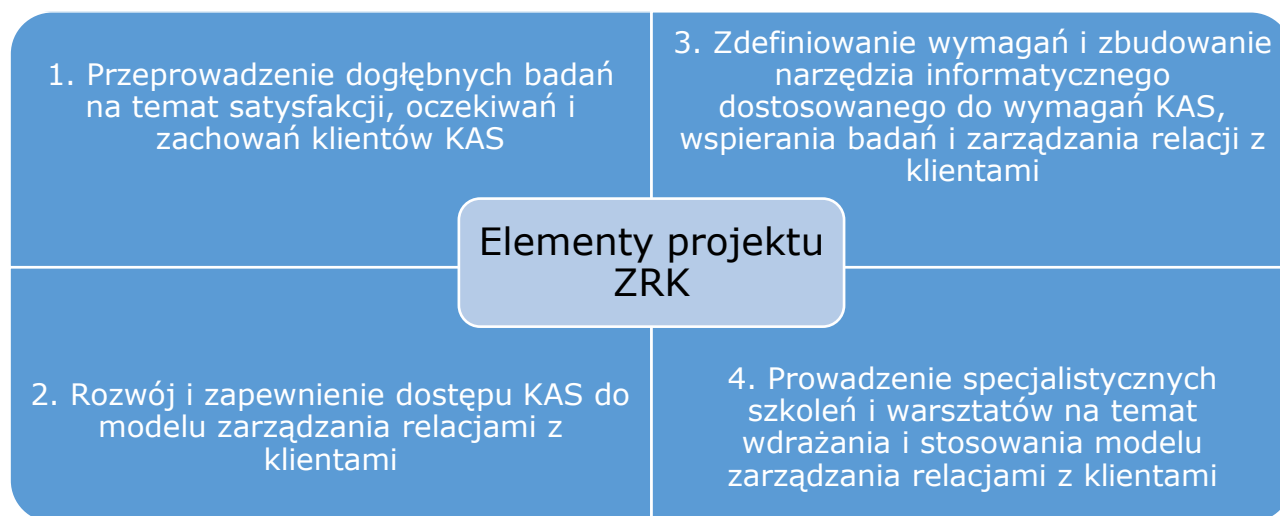 1. Przeprowadzenie dogłębnych badań
na temat satysfakcji, oczekiwań i
zachowań klientów KAS
3. Zdefiniowanie wymagań i zbudowanie
narzędzia informatycznego
dostosowanego do wymagań KAS,
wspierania badań i zarządzania relacji z
klientami
Elementy projektu
ZRK
2. Rozwój i zapewnienie dostępu KAS do
modelu zarządzania relacjami z
klientami
4. Prowadzenie specjalistycznych
szkoleń i warsztatów na temat
wdrażania i stosowania modelu
zarządzania relacjami z klientami